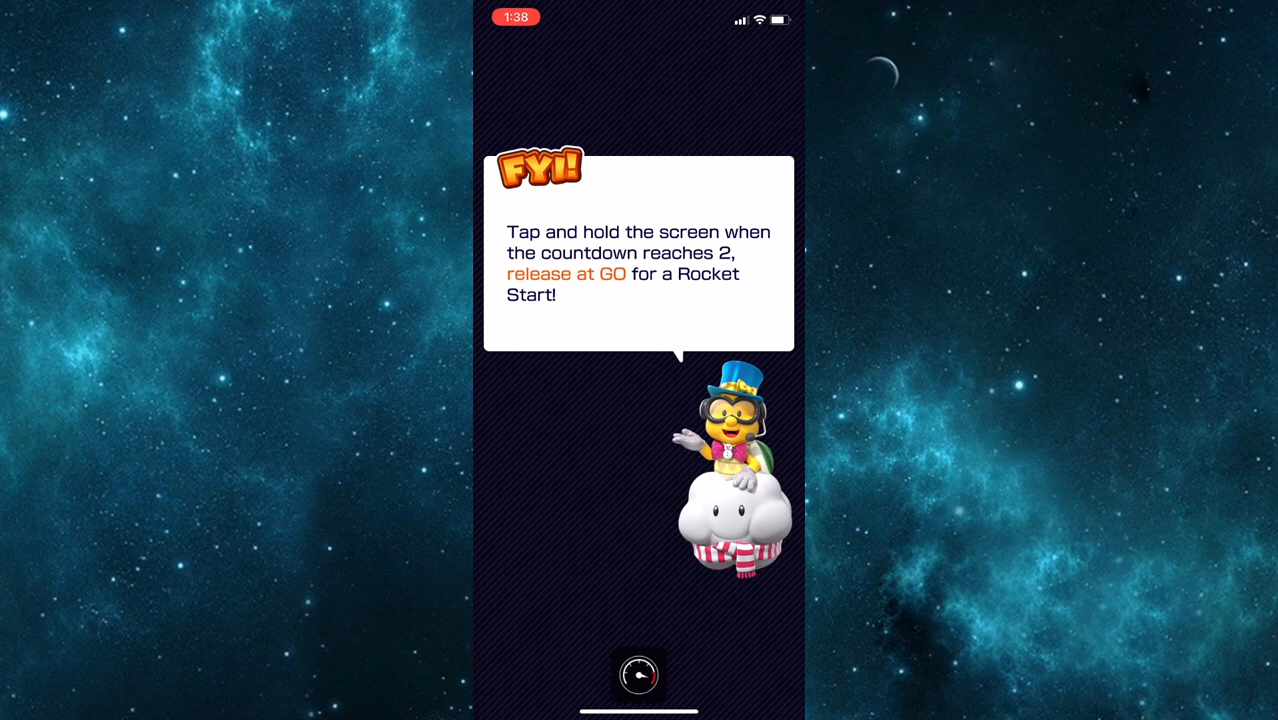 1:38
FYI!
Tap and hold the screen when
the countdown reaches 2,
release at GO for a Rocket
Start!